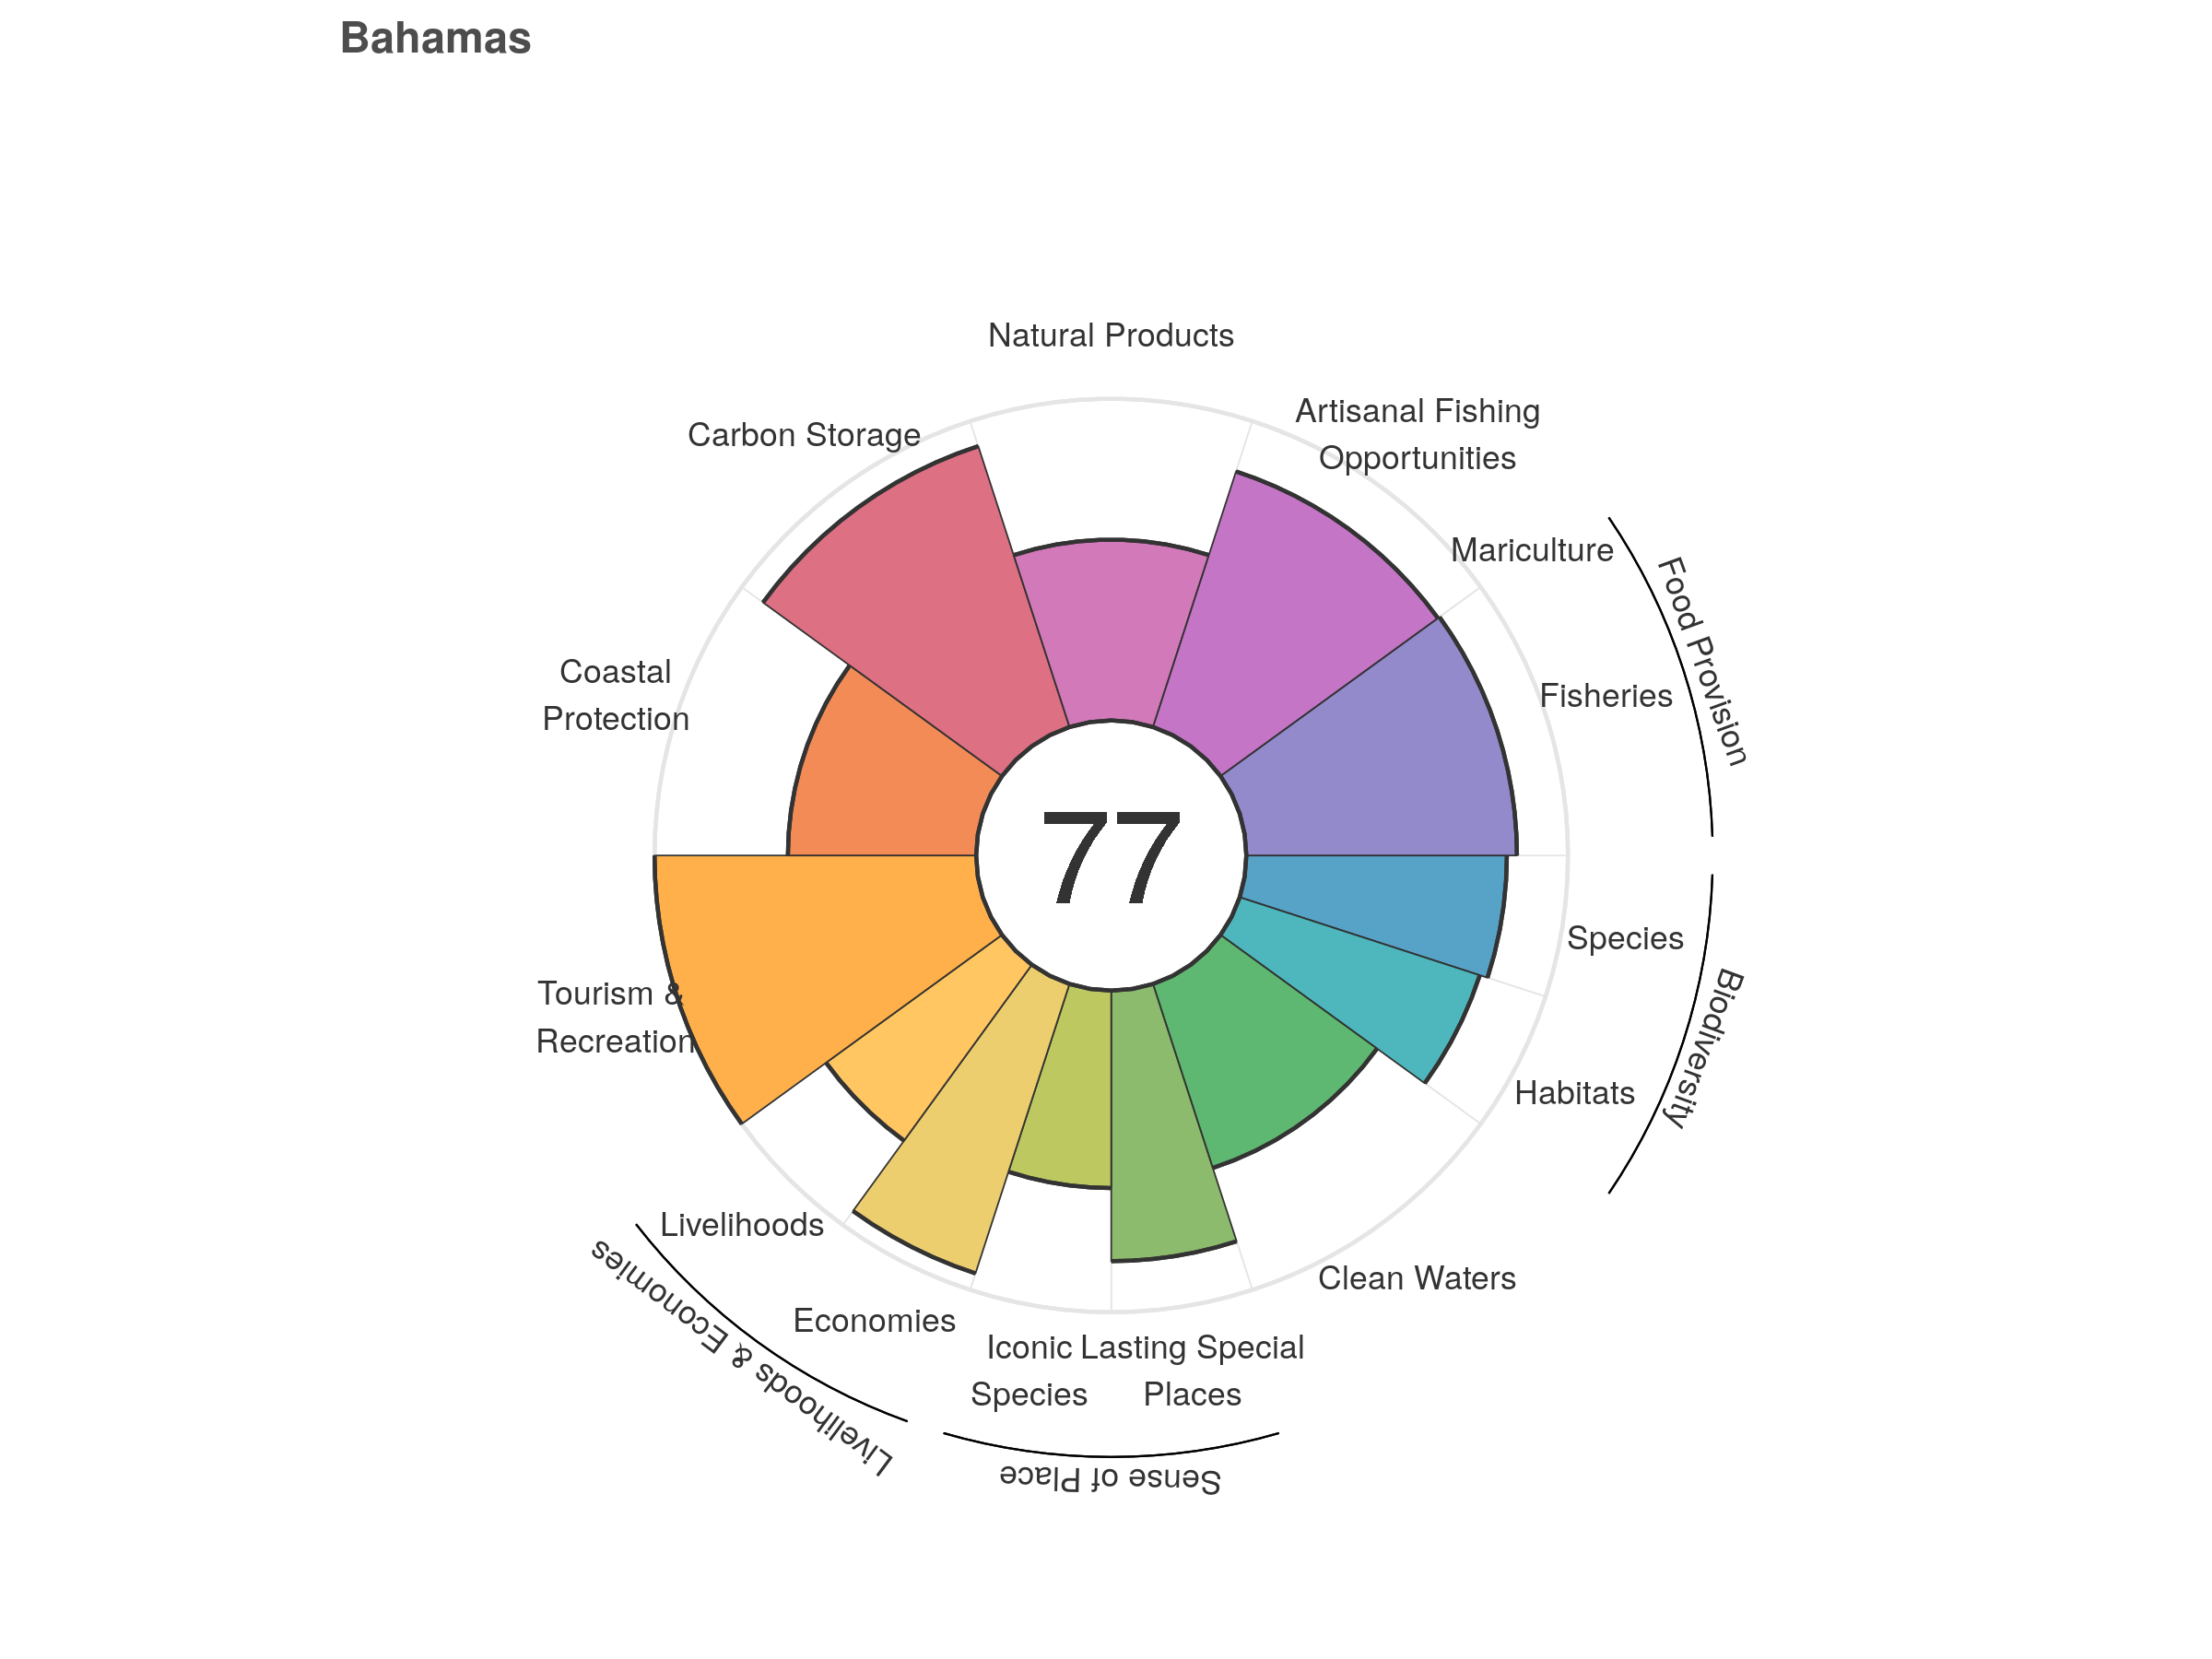 Bahamas
Natural Products
Artisanal Fishing
Opportunities
Carbon Storage
Mariculture
Food Provision
Fisheries
Coastal
Protection
77
Species
Biodiversity
Tourism &
Recreation
Habitats
Livelihoods
Clean Waters
Economies
Livelihoods & Economies
Iconic
Species
Lasting Special
Places
Sense of Place